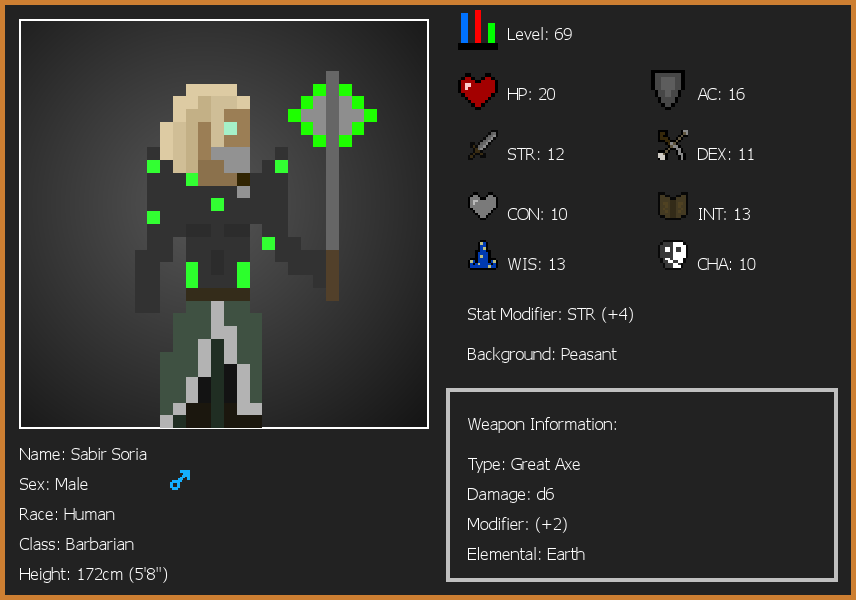 Level: 69
HP: 20
AC: 16
STR: 12
DEX: 11
CON: 10
INT: 13
WIS: 13
CHA: 10
Stat Modifier: STR (+4)
Background: Peasant
Weapon Information:
Type: Great Axe
Damage: d6
Modifier: (+2)
Elemental: Earth
Name: Sabir Soria
Sex: Male
Race: Human
Class: Barbarian
Height: 172cm (5'8")